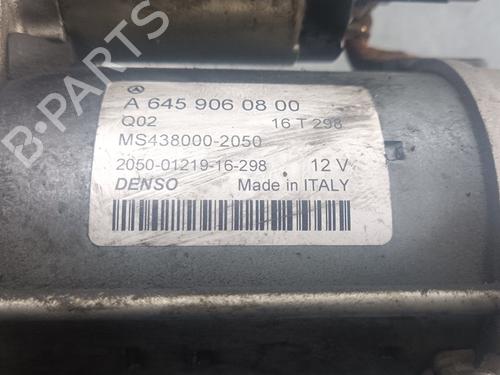 A 645 906 08 00
Q02 16 T 298
MS438000-2050
2050-01219-16-298 12 V
DENSO Made in ITALY
B-PARTS